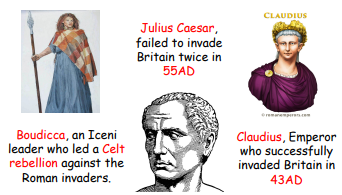 Julius Caesar,
failed to invade
Britain twice in
55AD
CLAUDIUS
© romanemperors.com
Boudicca, an Iceni
leader who led a Celt
rebellion against the
Roman invaders.
Claudius, Emperor
who successfully
invaded Britain in
43AD